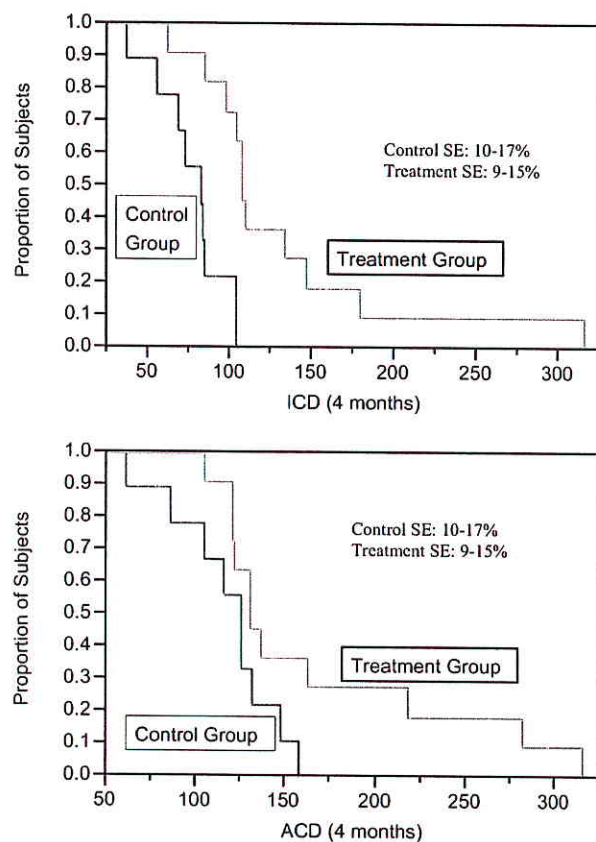 1.0
0.9
0.8
0.7
0.6
0.5
0.4
0.3
0.2
0.1
0.0
Proportion of Subjects
Control SE: 10-17%
Treatment SE: 9-15%
Control
Group
Treatment Group
50 100 150 200 250 300
ICD (4 months)
1.0
0.9
0.8
0.7
0.6
0.5
0.4
0.3
0.2
0.1
0.0
Proportion of Subjects
Control SE: 10-17%
Treatment SE: 9-15%
Treatment Group
Control Group
50 100 150 200 250 300
ACD (4 months)